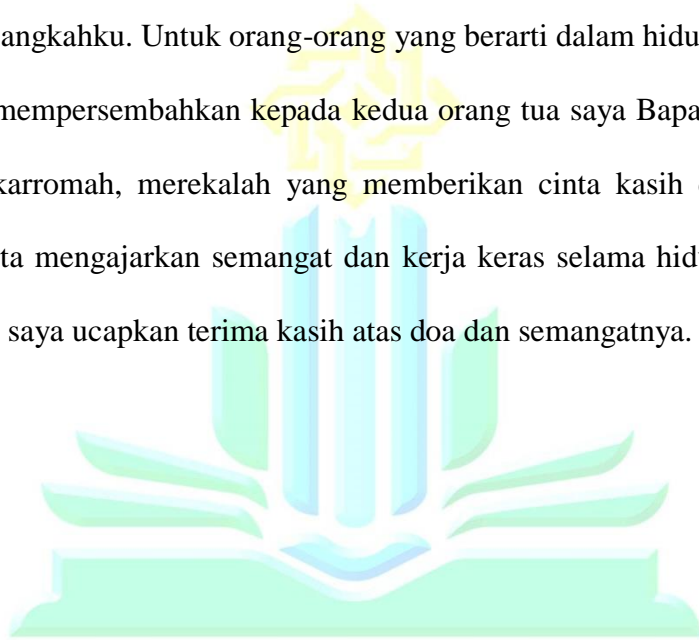 angkahku. Untuk orang-orang yang berarti dalam hidu
mempersembahkan kepada kedua orang tua saya Bapa
karromah, merekalah yang memberikan cinta kasih
ta mengajarkan semangat dan kerja keras selama hid
saya ucapkan terima kasih atas doa dan semangatnya.